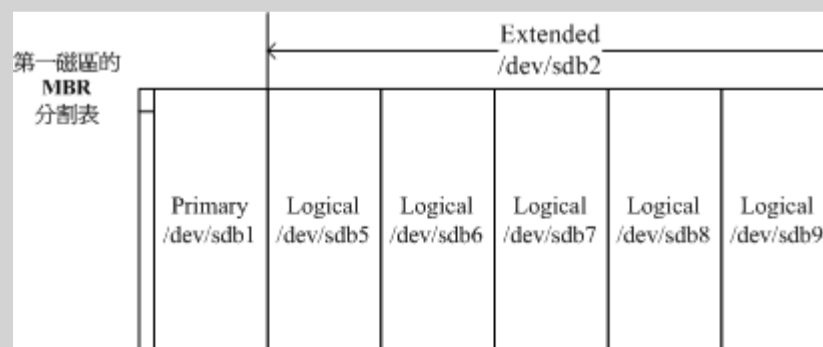 Extended
/dev/sdb2
第一磁區的
MBR
分割表
Primary
/dev/sdb1
Logical
/dev/sdb5
Logical
/dev/sdb6
Logical
/dev/sdb7
Logical
/dev/sdb8
Logical
/dev/sdb9